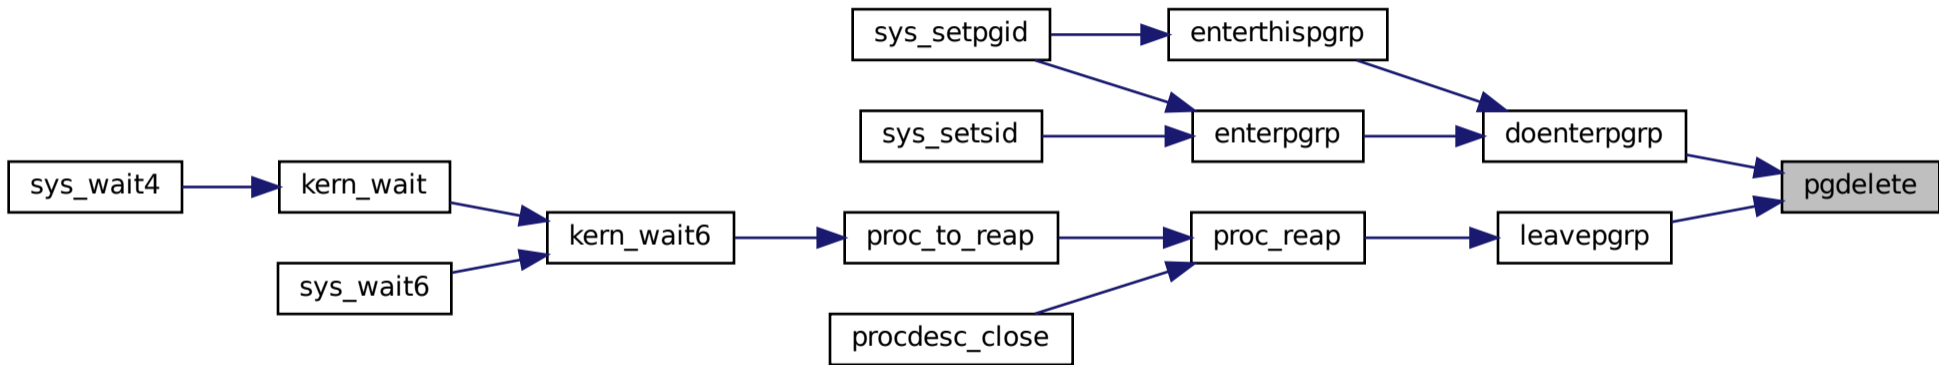 sys_setpgid
enterthispgrp
sys_setsid
enterpgrp
doenterpgrp
sys_wait4
kern_wait
pgdelete
kern_wait6
proc_to_reap
proc_reap
leavepgrp
sys_wait6
procdesc_close